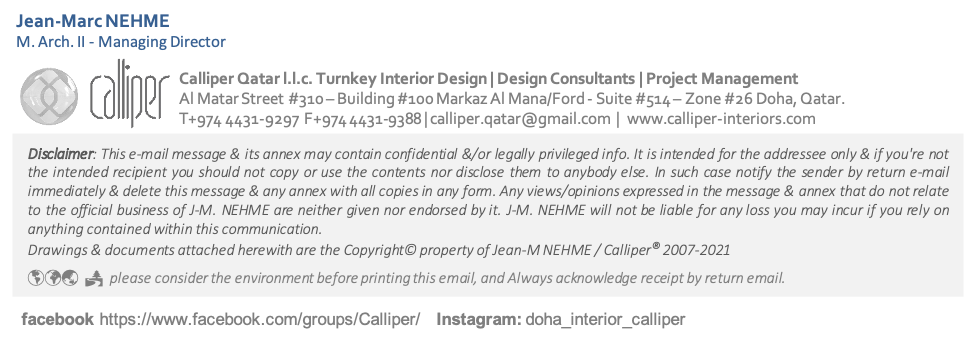 Jean-Marc NEHME
M. Arch. II - Managing Director
Calliper
Calliper Qatar l.l.c. Turnkey Interior Design | Design Consultants | Project Management
Al Matar Street #310 – Building #100 Markaz Al Mana/Ford - Suite #514 – Zone #26 Doha, Qatar.
T+974 4431-9297 F+974 4431-9388 | calliper.qatar@gmail.com | www.calliper-interiors.com
Disclaimer: This e-mail message & its annex may contain confidential &/or legally privileged info. It is intended for the addressee only & if you're not
the intended recipient you should not copy or use the contents nor disclose them to anybody else. In such case notify the sender by return e-mail
immediately & delete this message & any annex with all copies in any form. Any views/opinions expressed in the message & annex that do not relate
to the official business of J-M. NEHME are neither given nor endorsed by it. J-M. NEHME will not be liable for any loss you may incur if you rely on
anything contained within this communication.
Drawings & documents attached herewith are the Copyright© property of Jean-M NEHME / Calliper® 2007-2021
please consider the environment before printing this email, and Always acknowledge receipt by return email.
facebook https://www.facebook.com/groups/Calliper/ Instagram: doha_interior_calliper